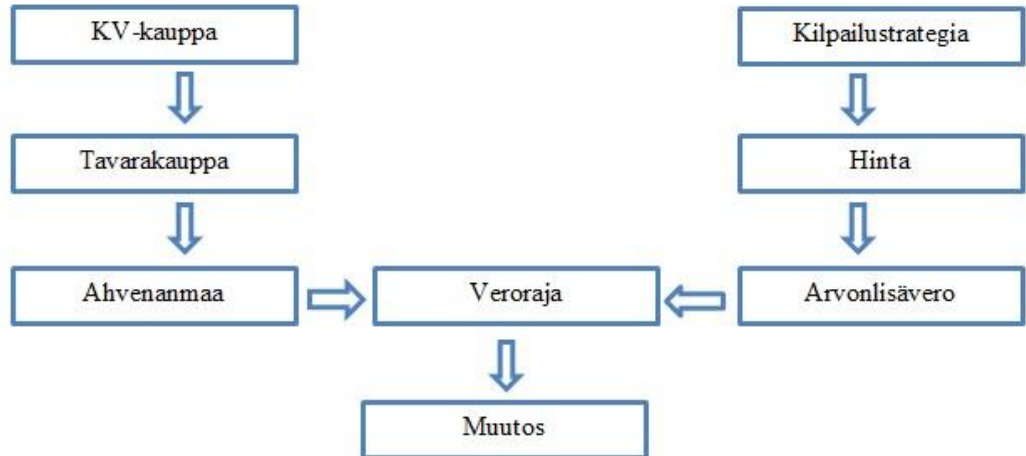 KV-kauppa
Kilpailustrategia
Tavarakauppa
Hinta
Ahvenanmaa
Veroraja
Arvonlisävero
Muutos